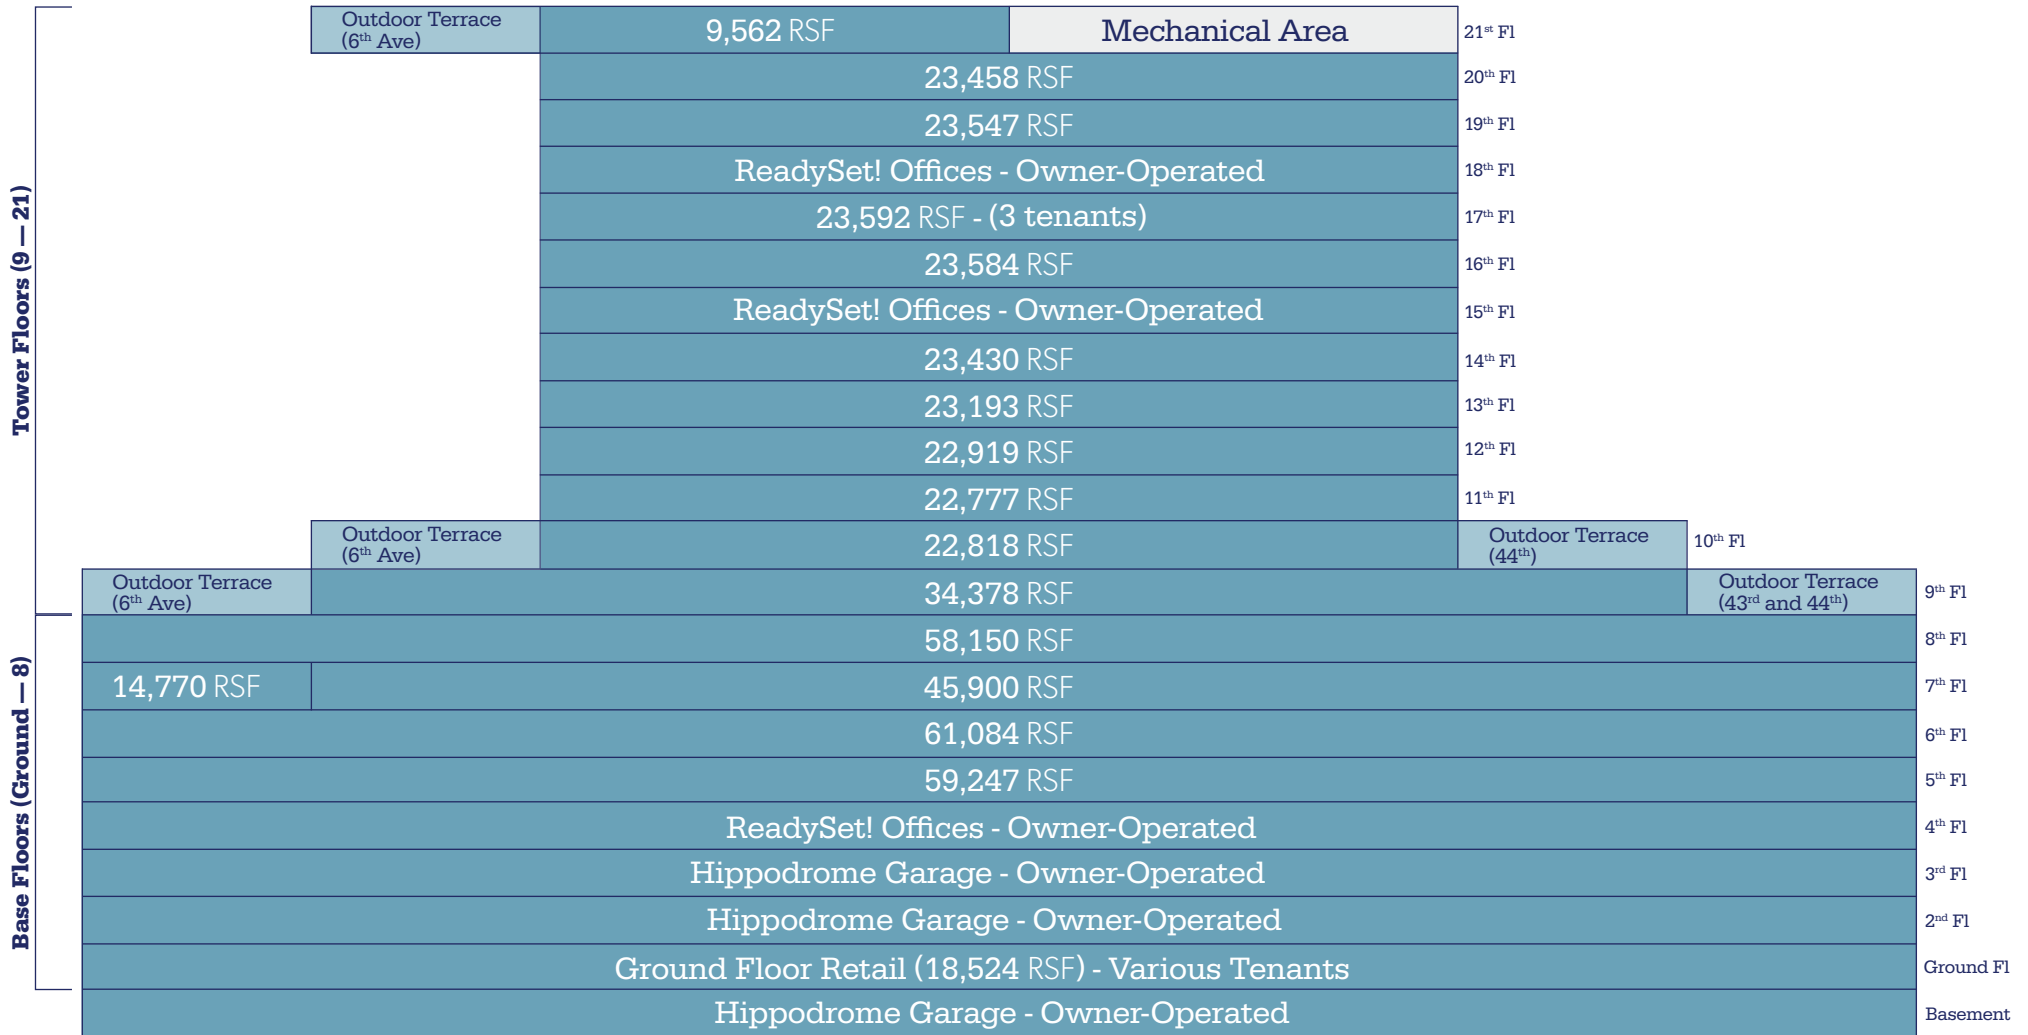 Outdoor Terrace
(6th Ave)
9,562 RSF
Mechanical Area
21st Fl
23,458 RSF
20th Fl
23,547 RSF
19th Fl
ReadySet! Offices - Owner-Operated
18th Fl
23,592 RSF - (3 tenants)
17th Fl
23,584 RSF
16th Fl
ReadySet! Offices - Owner-Operated
15th Fl
23,430 RSF
14th Fl
23,193 RSF
13th Fl
22,919 RSF
12th Fl
22,777 RSF
11th Fl
Outdoor Terrace
(6th Ave)
22,818 RSF
Outdoor Terrace
(44th)
10th Fl
Outdoor Terrace
(6th Ave)
34,378 RSF
Outdoor Terrace
(43rd and 44th)
9th Fl
Tower Floors (9 — 21)
58,150 RSF
8th Fl
14,770 RSF
45,900 RSF
7th Fl
61,084 RSF
6th Fl
59,247 RSF
5th Fl
ReadySet! Offices - Owner-Operated
4th Fl
Hippodrome Garage - Owner-Operated
3rd Fl
Hippodrome Garage - Owner-Operated
2nd Fl
Ground Floor Retail (18,524 RSF) - Various Tenants
Ground Fl
Base Floors (Ground — 8)
Hippodrome Garage - Owner-Operated
Basement